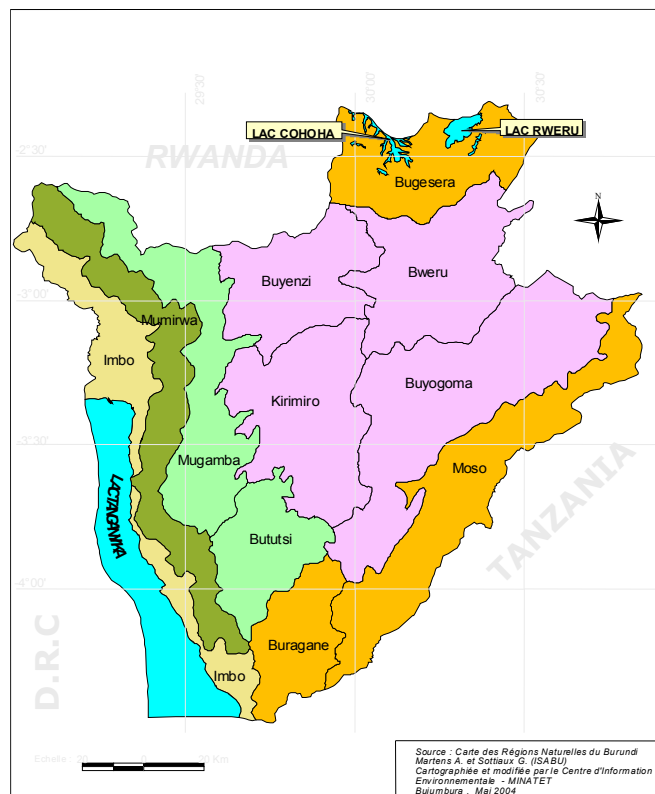 29°30'
30°00'
30°30'
LAC COHOHA
LAC RWERU
RWANDA
-2°30'
Bugesera
N
Buyenzi
Bweru
-3°00'
Mumirwa
Imbo
Buyogoma
Kirimiro
-3°30'
Mugamba
Moso
LAC TANGANYIKA
TANZANIA
Bututsi
-4°00'
D.R.C
Buragane
Imbo
Echelle
20
0
20 Km
Source : Carte des Régions Naturelles du Burundi
Martens A. et Sottiaux G. (ISABU)
Cartographiée et modifiée par le Centre d'Information
Environnementale - MINATET
Bujumbura , Mai 2004